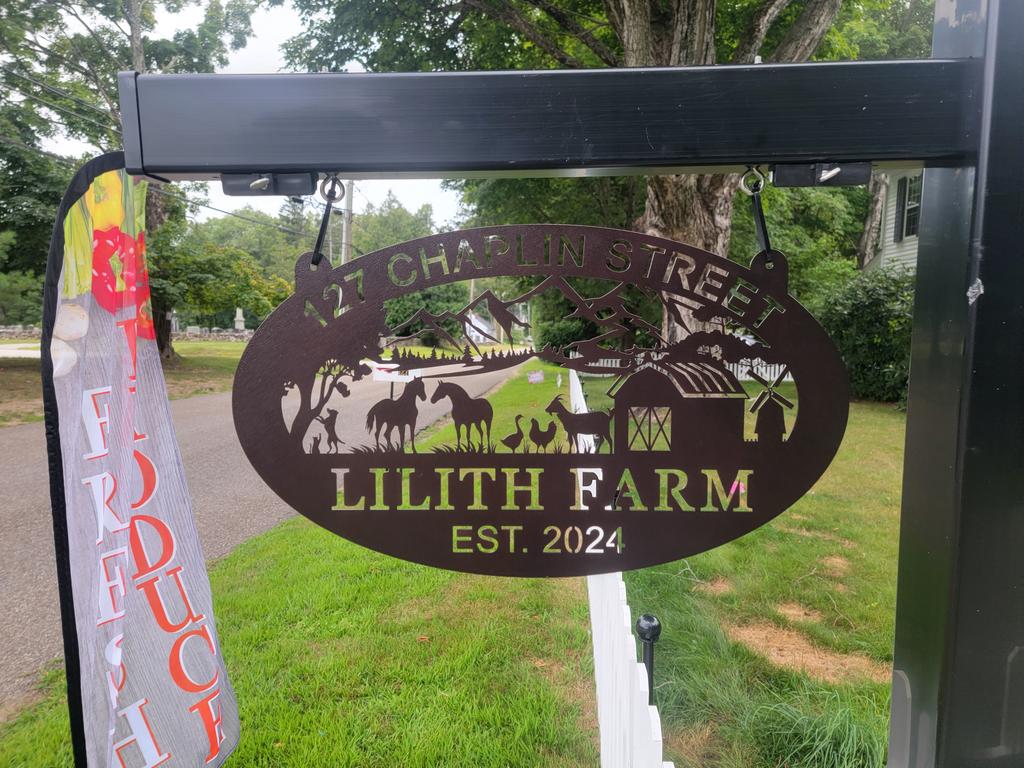 127 CHAPLIN STREET
LILITH FARM
EST. 2024
FRESH
PRODUCE